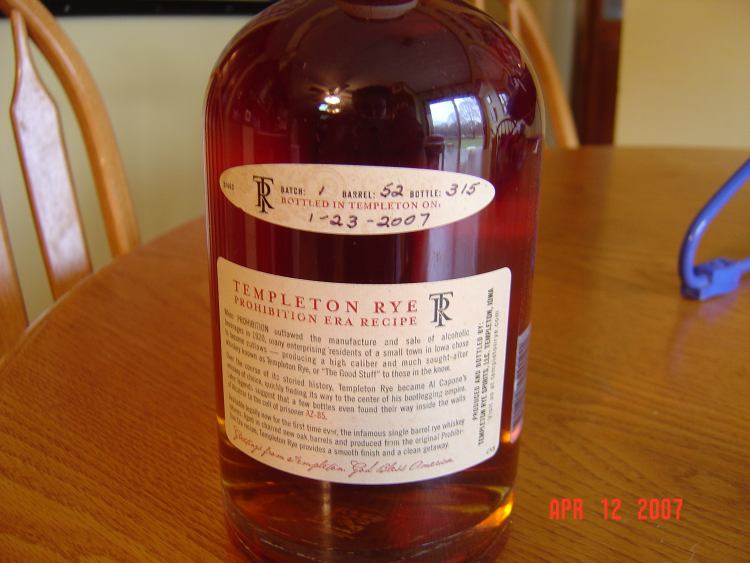 TR BATCH: 1 BARREL: 52 BOTTLE: 315
BOTTLED IN TEMPLETON ON:
1-23-2007
TEMPLETON RYE
PROHIBITION ERA RECIPE
TR
When PROHIBITION outlawed the manufacture and sale of alcoholic
beverages in 1920, many enterprising residents of a small town in Iowa chose
to become outlaws — producing a high caliber and much sought-after
whiskey known as Templeton Rye, or "The Good Stuff" to those in the know.
Over the course of its storied history, Templeton Rye became Al Capone's
whiskey of choice, quickly finding its way to the center of his bootlegging empire.
legends suggest that a few bottles even found their way inside the walls
to the cell of prisoner AZ-85.
Available legally now for the first time ever, the infamous single barrel rye whiskey
aged in charred new oak barrels and produced from the original Prohibi-
recipe, Templeton Rye provides a smooth finish and a clean getaway.
Greetings from Templeton. God Bless America
PRODUCED AND BOTTLED BY:
TEMPLETON RYE SPIRITS, LLC, TEMPLETON, IOWA
Visit us at templetonrye.com
APR 12 2007